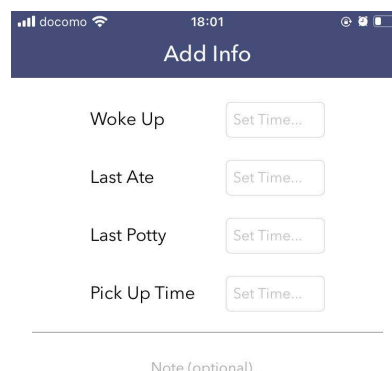 docomo 18:01
Add Info
Woke Up Set Time...
Last Ate Set Time...
Last Potty Set Time...
Pick Up Time Set Time...
Note (optional)